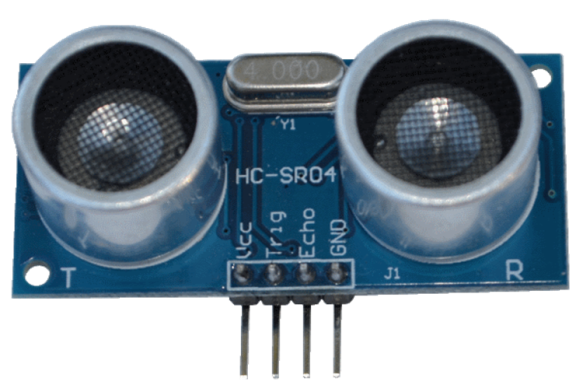 4.000
Y1
HC-SR04
Vcc
Trig
Echo
GND
T
J1
R